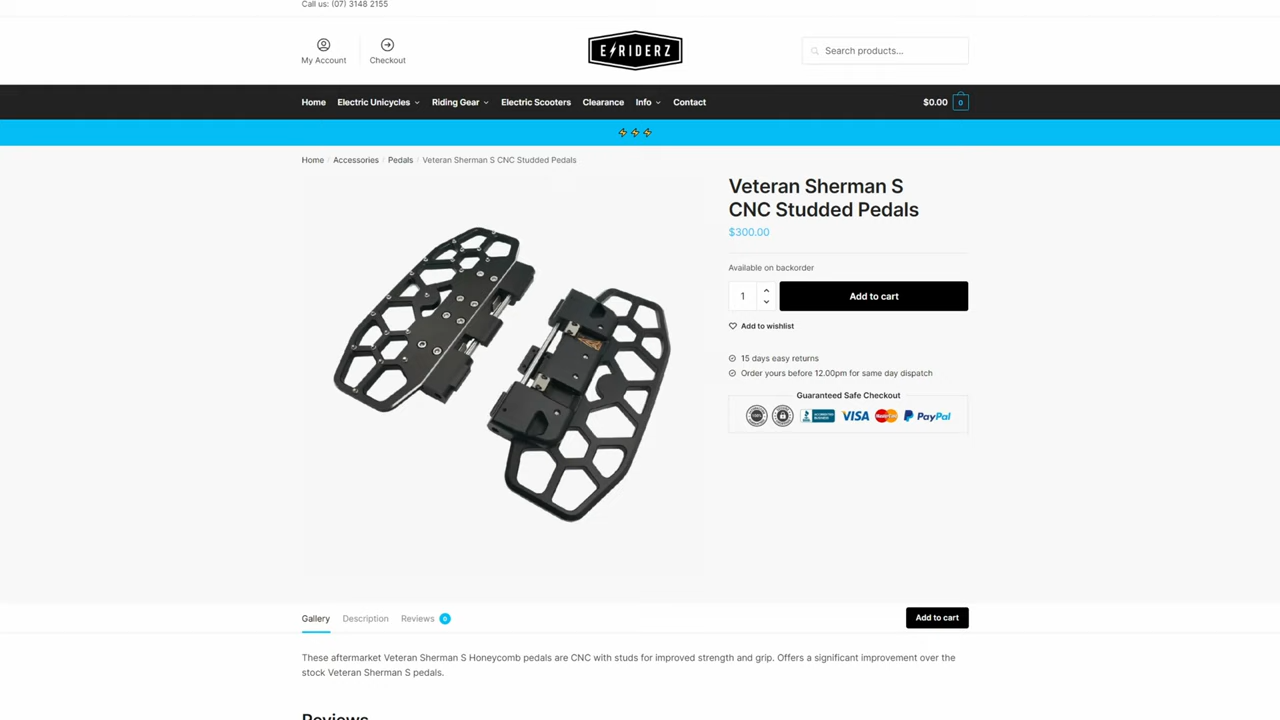 Call us: (07) 3148 2155
My Account
Checkout
E RIDERZ
Search products...
Home
Electric Unicycles
Riding Gear
Electric Scooters
Clearance
Info
Contact
$0.00
0
Home / Accessories / Pedals / Veteran Sherman S CNC Studded Pedals
Veteran Sherman S
CNC Studded Pedals
$300.00
Available on backorder
1
Add to cart
Add to wishlist
15 days easy returns
Order yours before 12.00pm for same day dispatch
Guaranteed Safe Checkout
VISA
MasterCard
PayPal
Gallery
Description
Reviews 0
Add to cart
These aftermarket Veteran Sherman S Honeycomb pedals are CNC with studs for improved strength and grip. Offers a significant improvement over the
stock Veteran Sherman S pedals.
Reviews